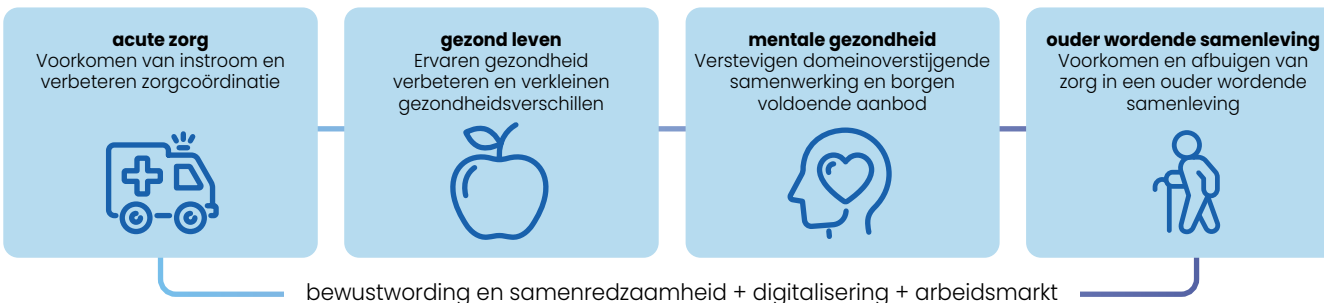 acute zorg
Voorkomen van instroom en
verbeteren zorgcoördinatie
gezond leven
Ervaren gezondheid
verbeteren en verkleinen
gezondheidsverschillen
mentale gezondheid
Verstevigen domeinoverstijgende
samenwerking en borgen
voldoende aanbod
ouder wordende samenleving
Voorkomen en afbuigen van
zorg in een ouder wordende
samenleving
bewustwording en samenredzaamheid + digitalisering + arbeidsmarkt